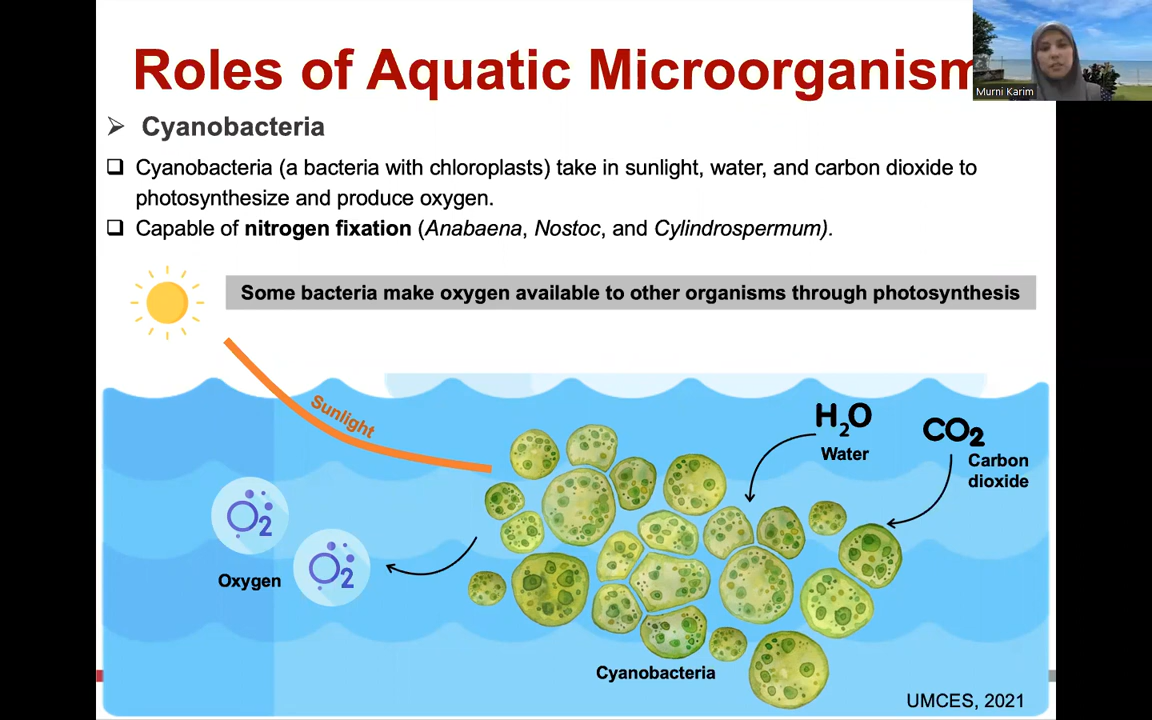 Roles of Aquatic Microorganism
Murni Karim
➢ Cyanobacteria
❑ Cyanobacteria (a bacteria with chloroplasts) take in sunlight, water, and carbon dioxide to
photosynthesize and produce oxygen.
❑ Capable of nitrogen fixation (Anabaena, Nostoc, and Cylindrospermum).
Some bacteria make oxygen available to other organisms through photosynthesis
Sunlight
H₂O
Water
CO₂
Carbon
dioxide
O₂
O₂
Oxygen
Cyanobacteria
UMCES, 2021